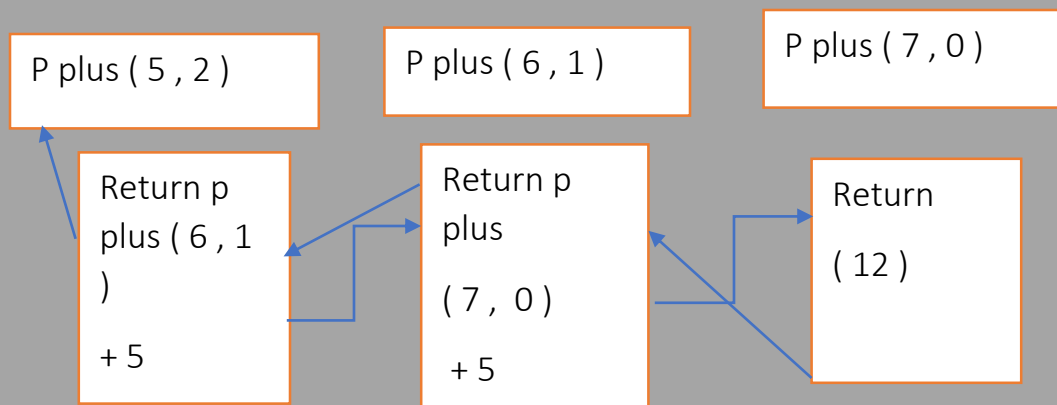 P plus ( 5 , 2 )
P plus ( 6 , 1 )
P plus ( 7 , 0 )
Return p
plus ( 6 , 1
)
+ 5
Return p
plus
( 7 , 0 )
+ 5
Return
( 12 )